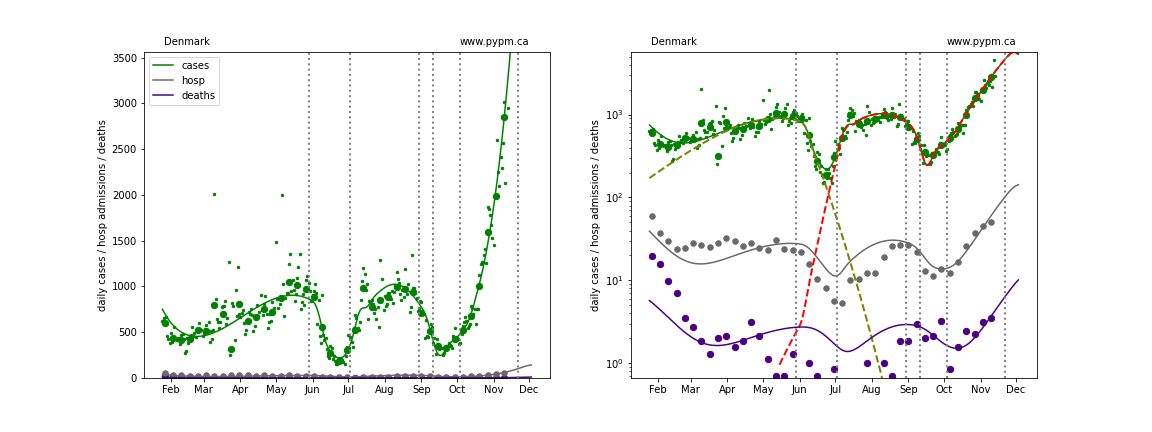 Denmark www.pypm.ca
daily cases / hosp admissions / deaths
3500
3000
2500
2000
1500
1000
500
0
cases
hosp
deaths
Feb Mar Apr May Jun Jul Aug Sep Oct Nov Dec
Denmark www.pypm.ca
daily cases / hosp admissions / deaths
10³
10²
10¹
10⁰
Feb Mar Apr May Jun Jul Aug Sep Oct Nov Dec